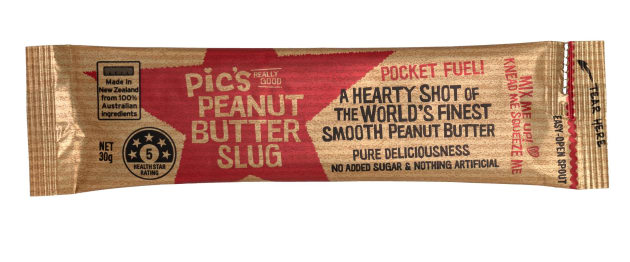 Made in
New Zealand
from 100%
Australian
ingredients
NET
30g
5
HEALTH STAR
RATING
Pic's
REALLY
GOOD
PEANUT
BUTTER
SLUG
POCKET FUEL!
A HEARTY SHOT OF
THE WORLD'S FINEST
SMOOTH PEANUT BUTTER
PURE DELICIOUSNESS
NO ADDED SUGAR & NOTHING ARTIFICIAL
MIX ME UP!
KNEAD ME SQUEEZE ME
EASY-OPEN SPOUT
TEAR HERE